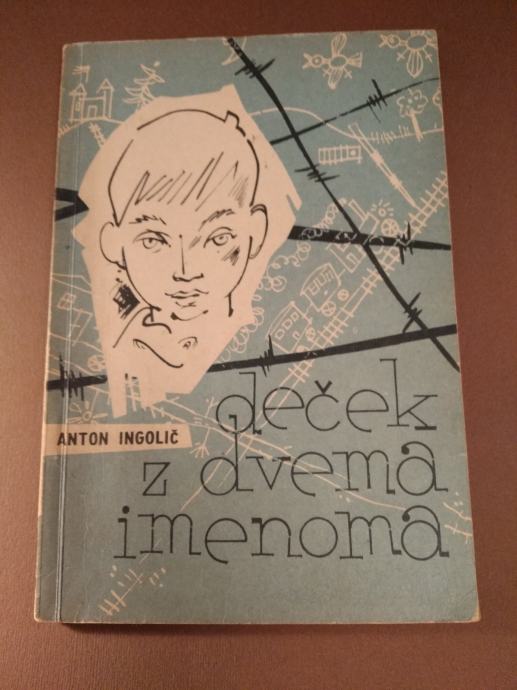 deček
ANTON INGOLIČ
z dvema
imenoma